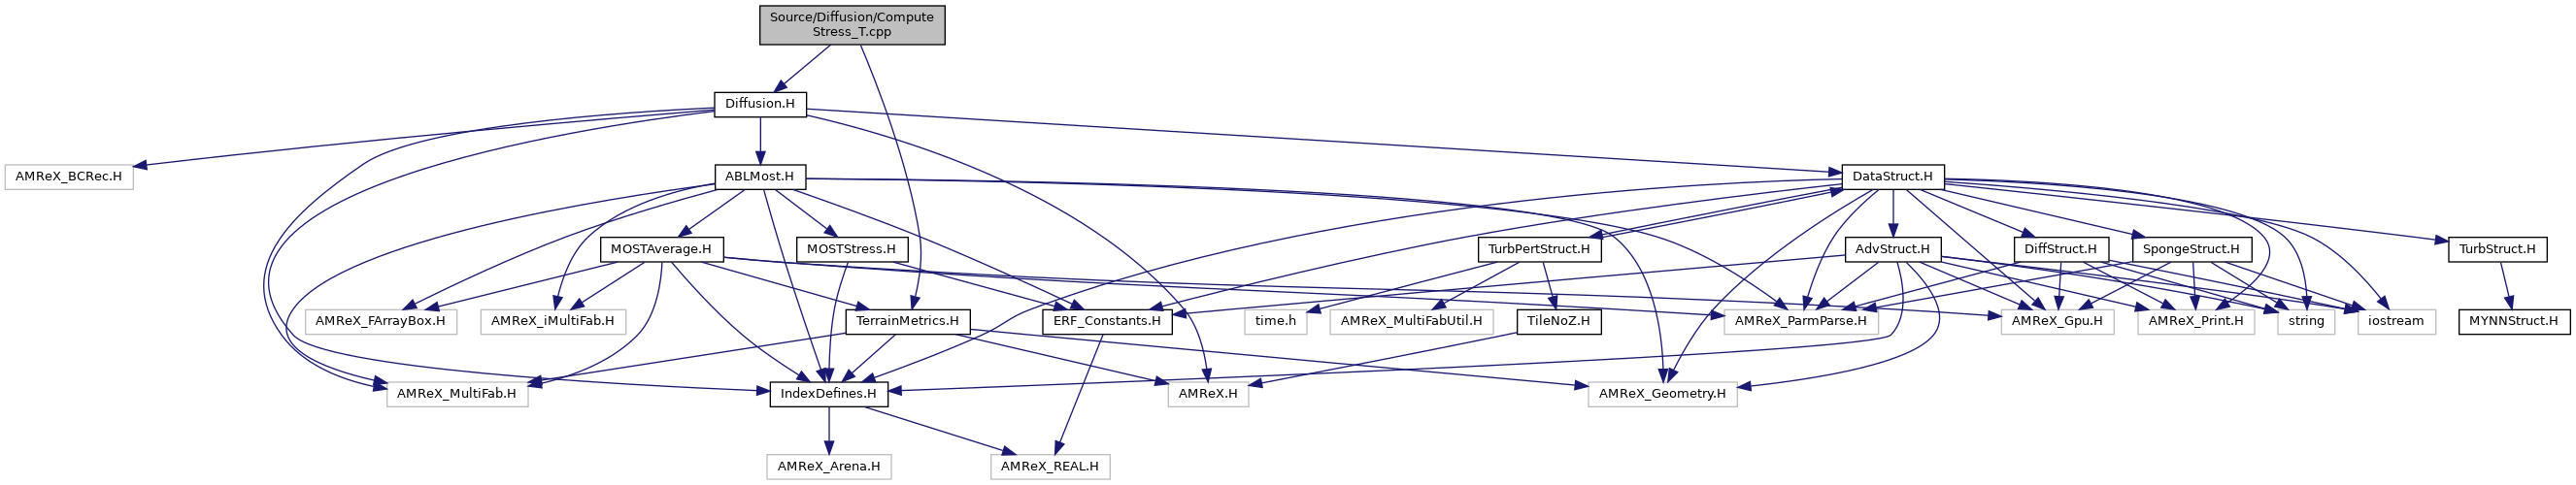 Source/Diffusion/Compute
Stress_T.cpp
Diffusion.H
AMReX_BCRec.H
ABLMost.H
DataStruct.H
MOSTAverage.H
MOSTStress.H
TurbPertStruct.H
AdvStruct.H
DiffStruct.H
SpongeStruct.H
TurbStruct.H
AMReX_FArrayBox.H
AMReX_iMultiFab.H
TerrainMetrics.H
ERF_Constants.H
time.h
AMReX_MultiFabUtil.H
TileNoZ.H
AMReX_ParmParse.H
AMReX_Gpu.H
AMReX_Print.H
string
iostream
MYNNStruct.H
AMReX_MultiFab.H
IndexDefines.H
AMReX.H
AMReX_Geometry.H
AMReX_Arena.H
AMReX_REAL.H